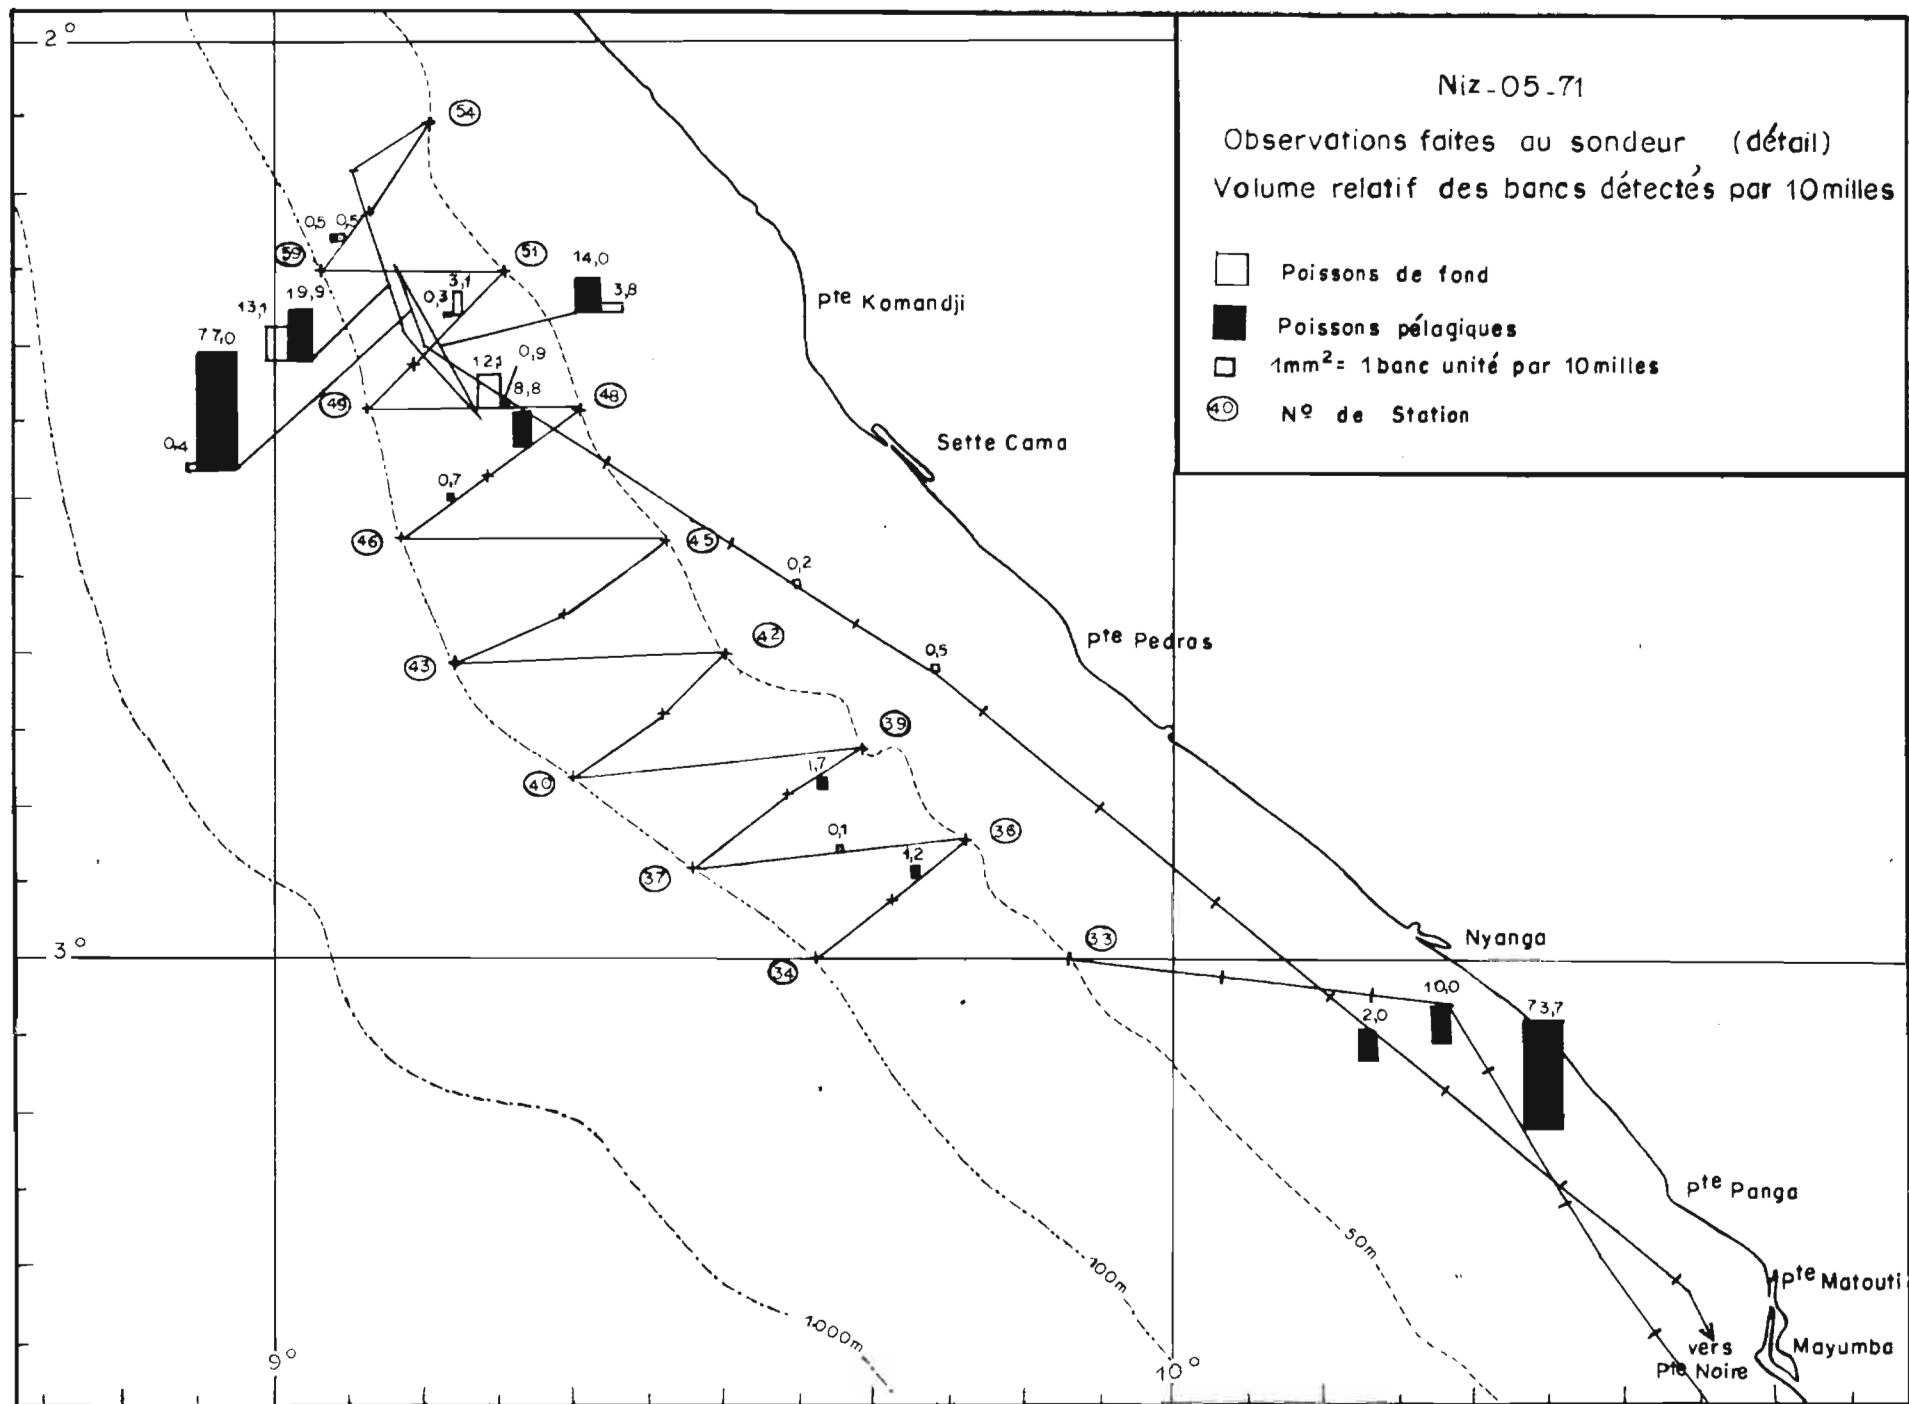 2°
Niz_05_71
Observations faites au sondeur (détail)
Volume relatif des bancs détectés par 10 milles
Poissons de fond
Poissons pélagiques
1mm² = 1 banc unité par 10 milles
40 Nº de Station
54
0,5 0,5
59
51
14,0
3,8
3,1
0,3
13,1
19,9
77,0
0,4
12,1
0,9
8,8
49
48
Pte Komandji
Sette Cama
0,7
46
45
0,2
43
42
0,5
Pte Pedras
39
40
1,7
0,1
36
1,2
37
33
34
3°
Nyanga
10,0
73,7
2,0
Pte Panga
50m
100m
1000m
Pte Matouti
Mayumba
vers
Pte Noire
9°
10°